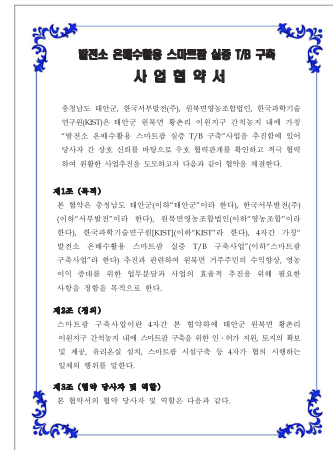 발전소 온배수활용 스마트팜 실증 T/B 구축
사 업 협 약 서
충청남도 태안군, 한국서부발전(주), 원북면영농조합법인, 한국과학기술
연구원(KIST)은 태안군 원북면 황촌리 이원지구 간척농지 내에 가칭
"발전소 온배수활용 스마트팜 실증 T/B 구축"사업을 추진함에 있어
당사자 간 상호 신뢰를 바탕으로 우호 협력관계를 확인하고 적극 협력
하여 원활한 사업추진을 도모하고자 다음과 같이 협약을 체결한다.
제1조 (목적)
본 협약은 충청남도 태안군(이하"태안군"이라 한다), 한국서부발전(주)
(이하"서부발전"이라 한다), 원북면영농조합법인(이하"영농조합"이라
한다), 한국과학기술연구원[KIST](이하"KIST"라 한다), 4자간 가칭"
발전소 온배수활용 스마트팜 실증 T/B 구축사업"(이하"스마트팜
구축사업"라 한다) 추진과 관련하여 원북면 거주주민의 수익향상, 영농
이익 증대를 위한 업무분담과 사업의 효율적 추진을 위해 필요한
사항을 정함을 목적으로 한다.
제2조 (정의)
스마트팜 구축사업이란 4자간 본 협약하에 태안군 원북면 황촌리
이원지구 간척농지 내에 스마트팜 구축을 위한 인·허가 지원, 토지의 확보
및 제공, 유리온실 설치, 스마트팜 시설구축 등 4자가 협의 시행하는
일체의 행위를 말한다.
제3조 (협약 당사자 및 역할)
본 협약서의 협약 당사자 및 역할은 다음과 같다.